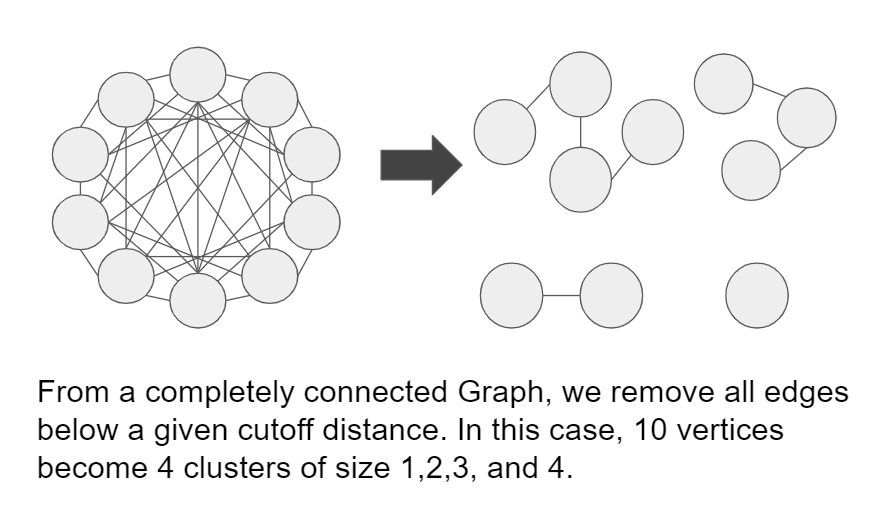 From a completely connected Graph, we remove all edges
below a given cutoff distance. In this case, 10 vertices
become 4 clusters of size 1,2,3, and 4.